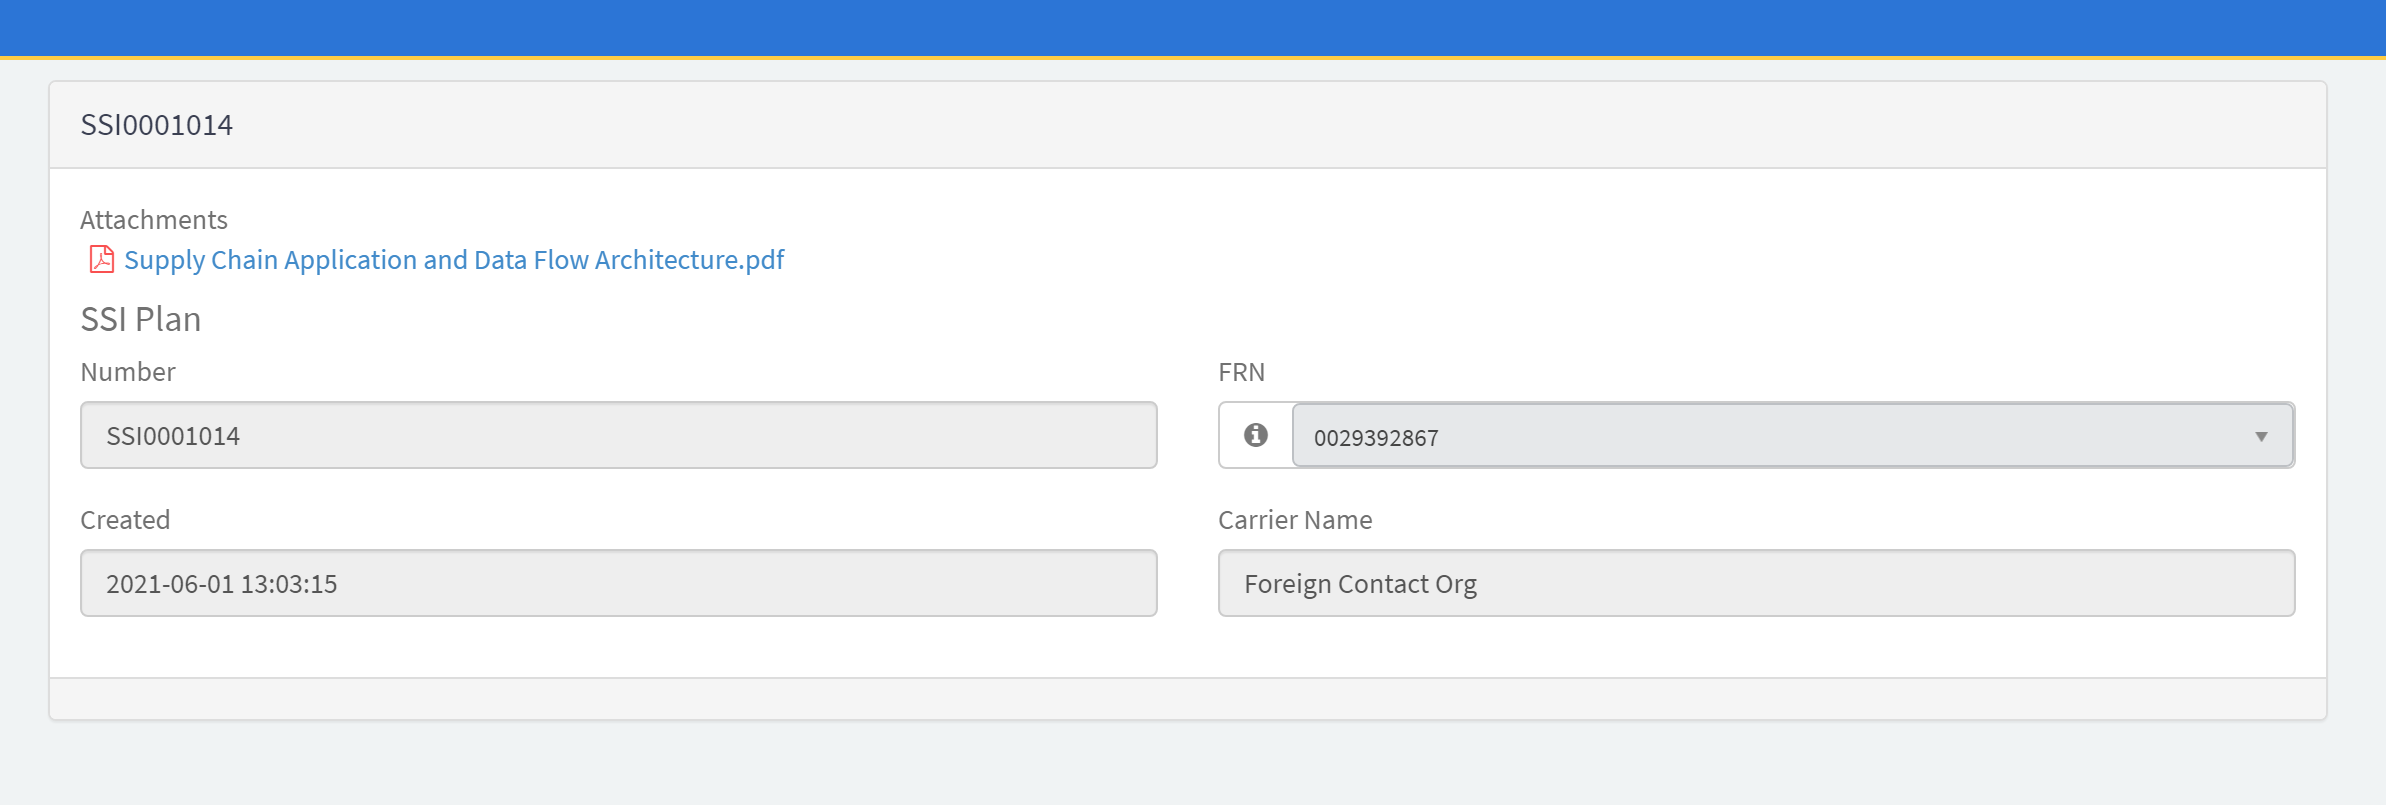 SSI0001014
Attachments
Supply Chain Application and Data Flow Architecture.pdf
SSI Plan
Number
SSI0001014
FRN
0029392867
Created
2021-06-01 13:03:15
Carrier Name
Foreign Contact Org